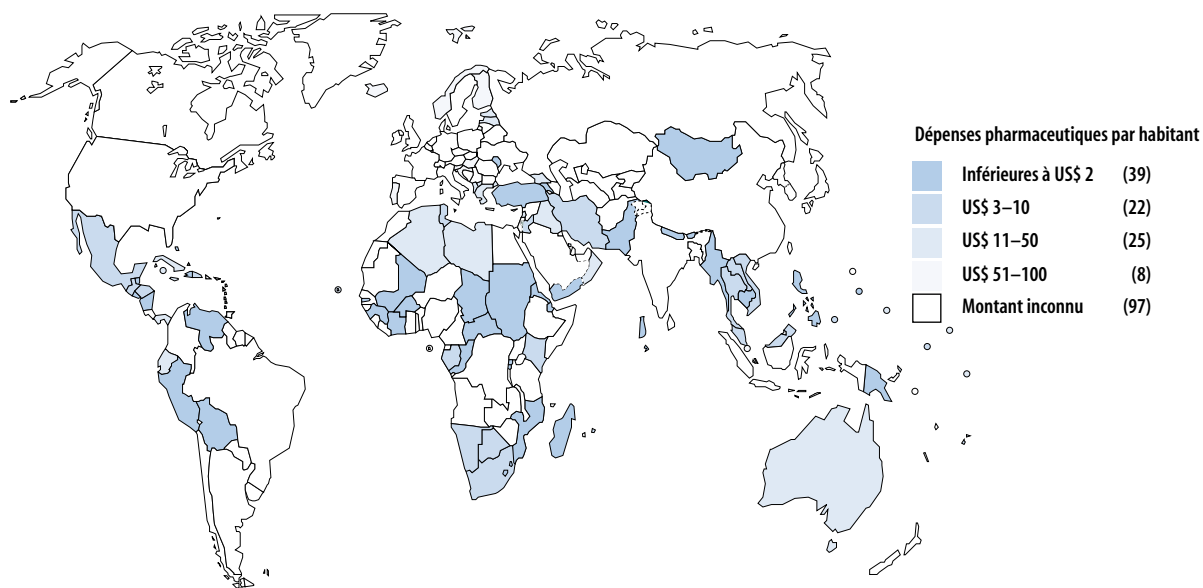 Dépenses pharmaceutiques par habitant
Inférieures à US$ 2 (39)
US$ 3–10 (22)
US$ 11–50 (25)
US$ 51–100 (8)
Montant inconnu (97)